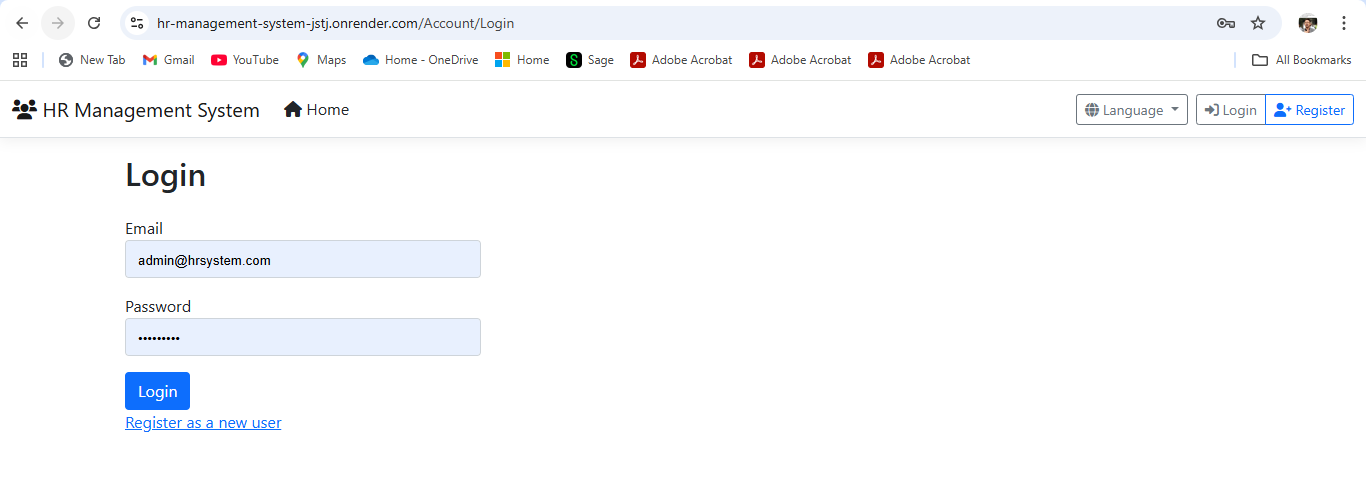 hr-management-system-jstj.onrender.com/Account/Login
New Tab Gmail YouTube Maps Home - OneDrive Home S Sage Adobe Acrobat Adobe Acrobat Adobe Acrobat All Bookmarks
HR Management System Home Language Login Register
Login
Email
admin@hrsystem.com
Password
•••••••••
Login
Register as a new user